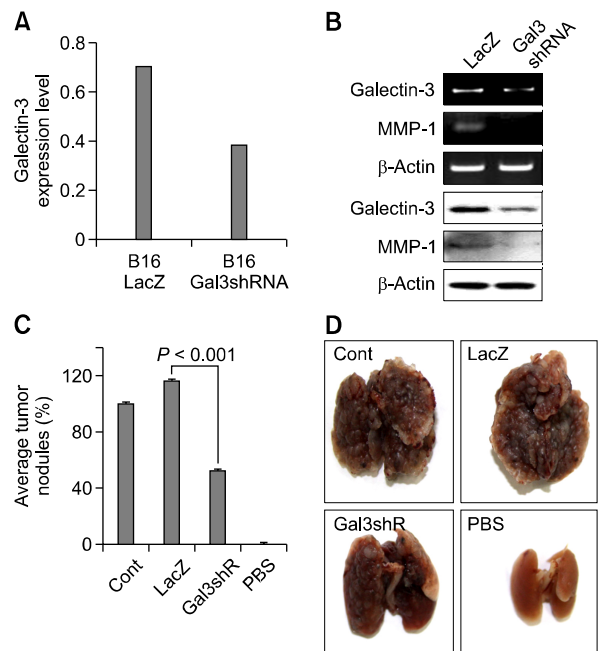 A
Galectin-3
expression level
0.8
0.6
0.4
0.2
0
B16
LacZ
B16
Gal3shRNA
B
LacZ
Gal3
shRNA
Galectin-3
MMP-1
β-Actin
Galectin-3
MMP-1
β-Actin
C
P < 0.001
Average tumor
nodules (%)
120
80
40
0
Cont
LacZ
Gal3shR
PBS
D
Cont
LacZ
Gal3shR
PBS